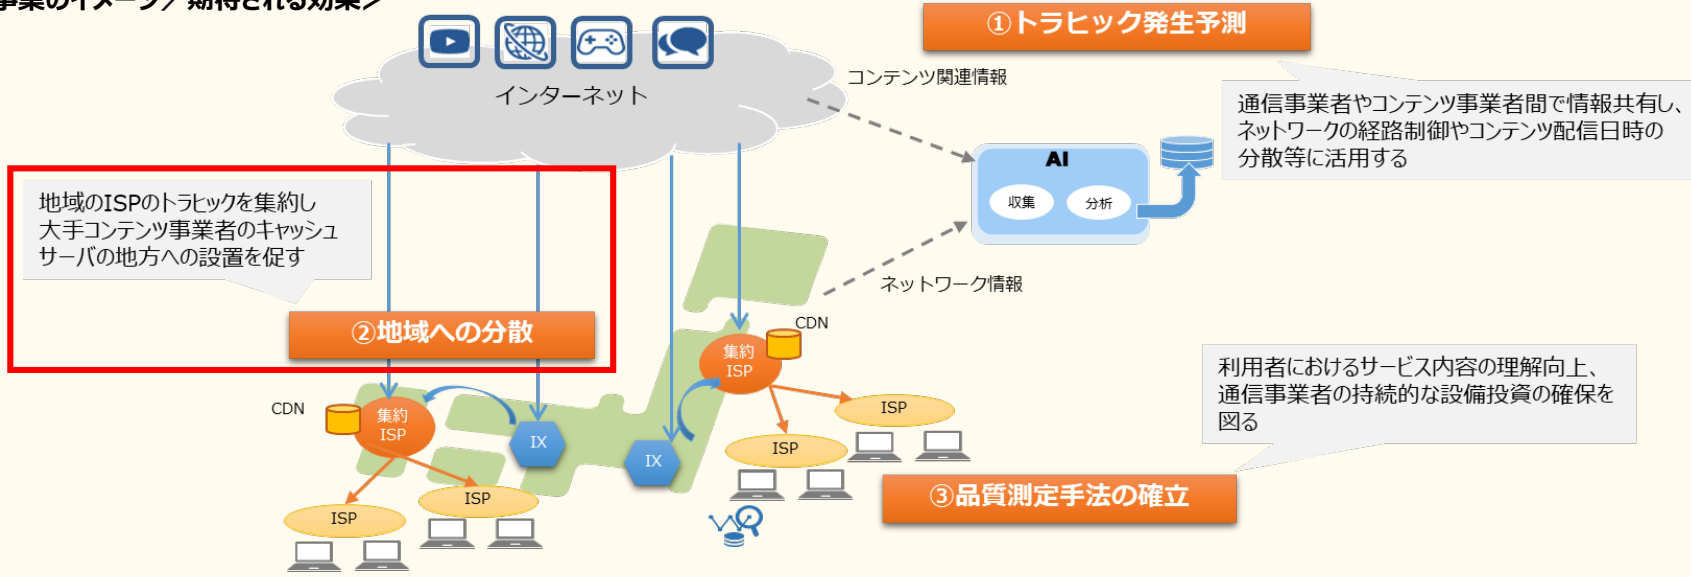 事業のイメージ／期待される効果＞
①トラヒック発生予測
コンテンツ関連情報
インターネット
通信事業者やコンテンツ事業者間で情報共有し、
ネットワークの経路制御やコンテンツ配信日時の
分散等に活用する
AI
収集
分析
地域のISPのトラヒックを集約し
大手コンテンツ事業者のキャッシュ
サーバの地方への設置を促す
ネットワーク情報
②地域への分散
CDN
集約
ISP
利用者におけるサービス内容の理解向上、
通信事業者の持続的な設備投資の確保を
図る
CDN
集約
ISP
IX
IX
ISP
ISP
ISP
ISP
③品質測定手法の確立